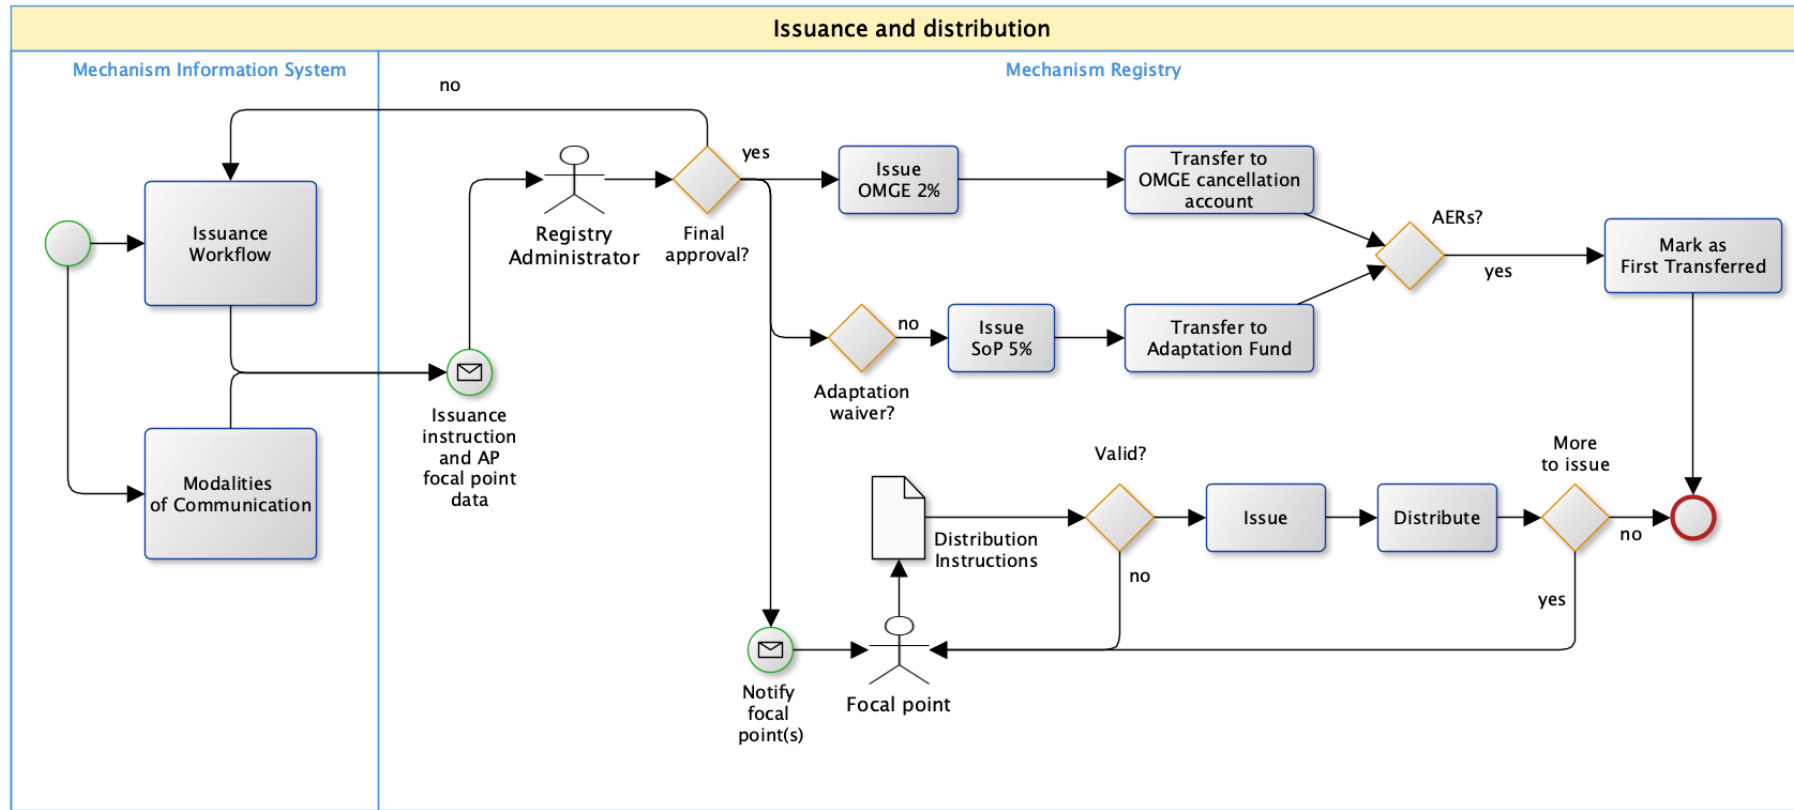 Issuance and distribution
Mechanism Information System
Mechanism Registry
no
yes
Issue
OMGE 2%
Transfer to
OMGE cancellation
account
AERs?
Issuance
Workflow
Registry
Administrator
Final
approval?
yes
Mark as
First Transferred
no
Issue
SoP 5%
Transfer to
Adaptation Fund
Adaptation
waiver?
Issuance
instruction
and AP
focal point
data
Modalities
of Communication
Valid?
More
to issue
Distribution
Instructions
Issue
Distribute
no
no
yes
Notify
focal
point(s)
Focal point